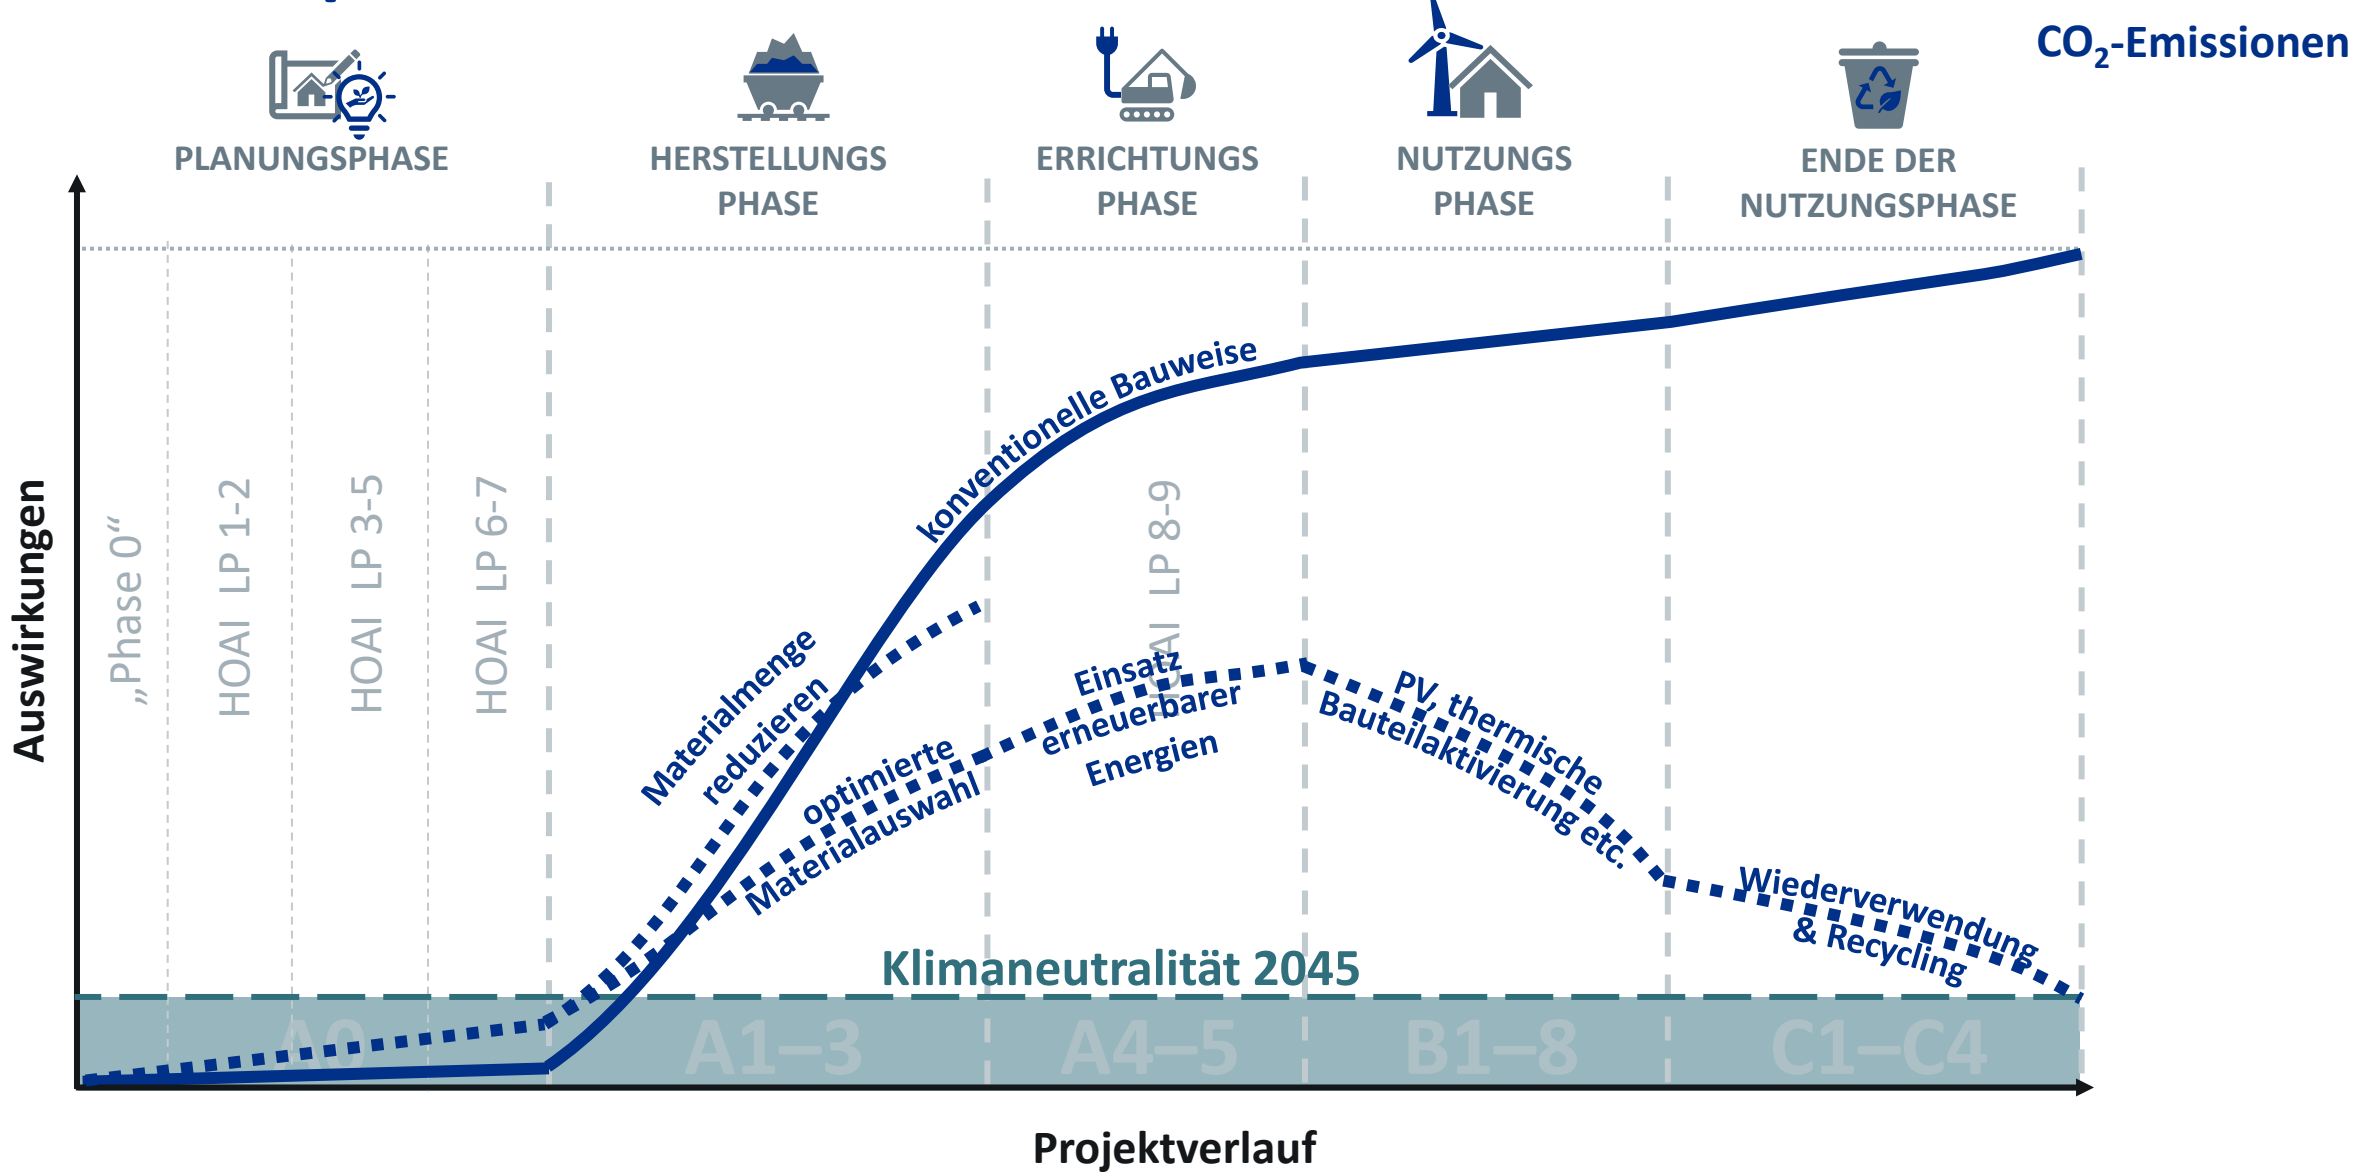 CO₂-Emissionen
PLANUNGSPHASE
HERSTELLUNGS
PHASE
ERRICHTUNGS
PHASE
NUTZUNGS
PHASE
ENDE DER
NUTZUNGSPHASE
Auswirkungen
„Phase 0“
HOAI LP 1-2
HOAI LP 3-5
HOAI LP 6-7
HOAI LP 8-9
konventionelle Bauweise
Materialmenge
reduzieren
optimierte
Materialauswahl
Einsatz
erneuerbarer
Energien
PV, thermische
Bauteilaktivierung etc.
Wiederverwendung
& Recycling
Klimaneutralität 2045
A0
A1–3
A4–5
B1–8
C1–C4
Projektverlauf